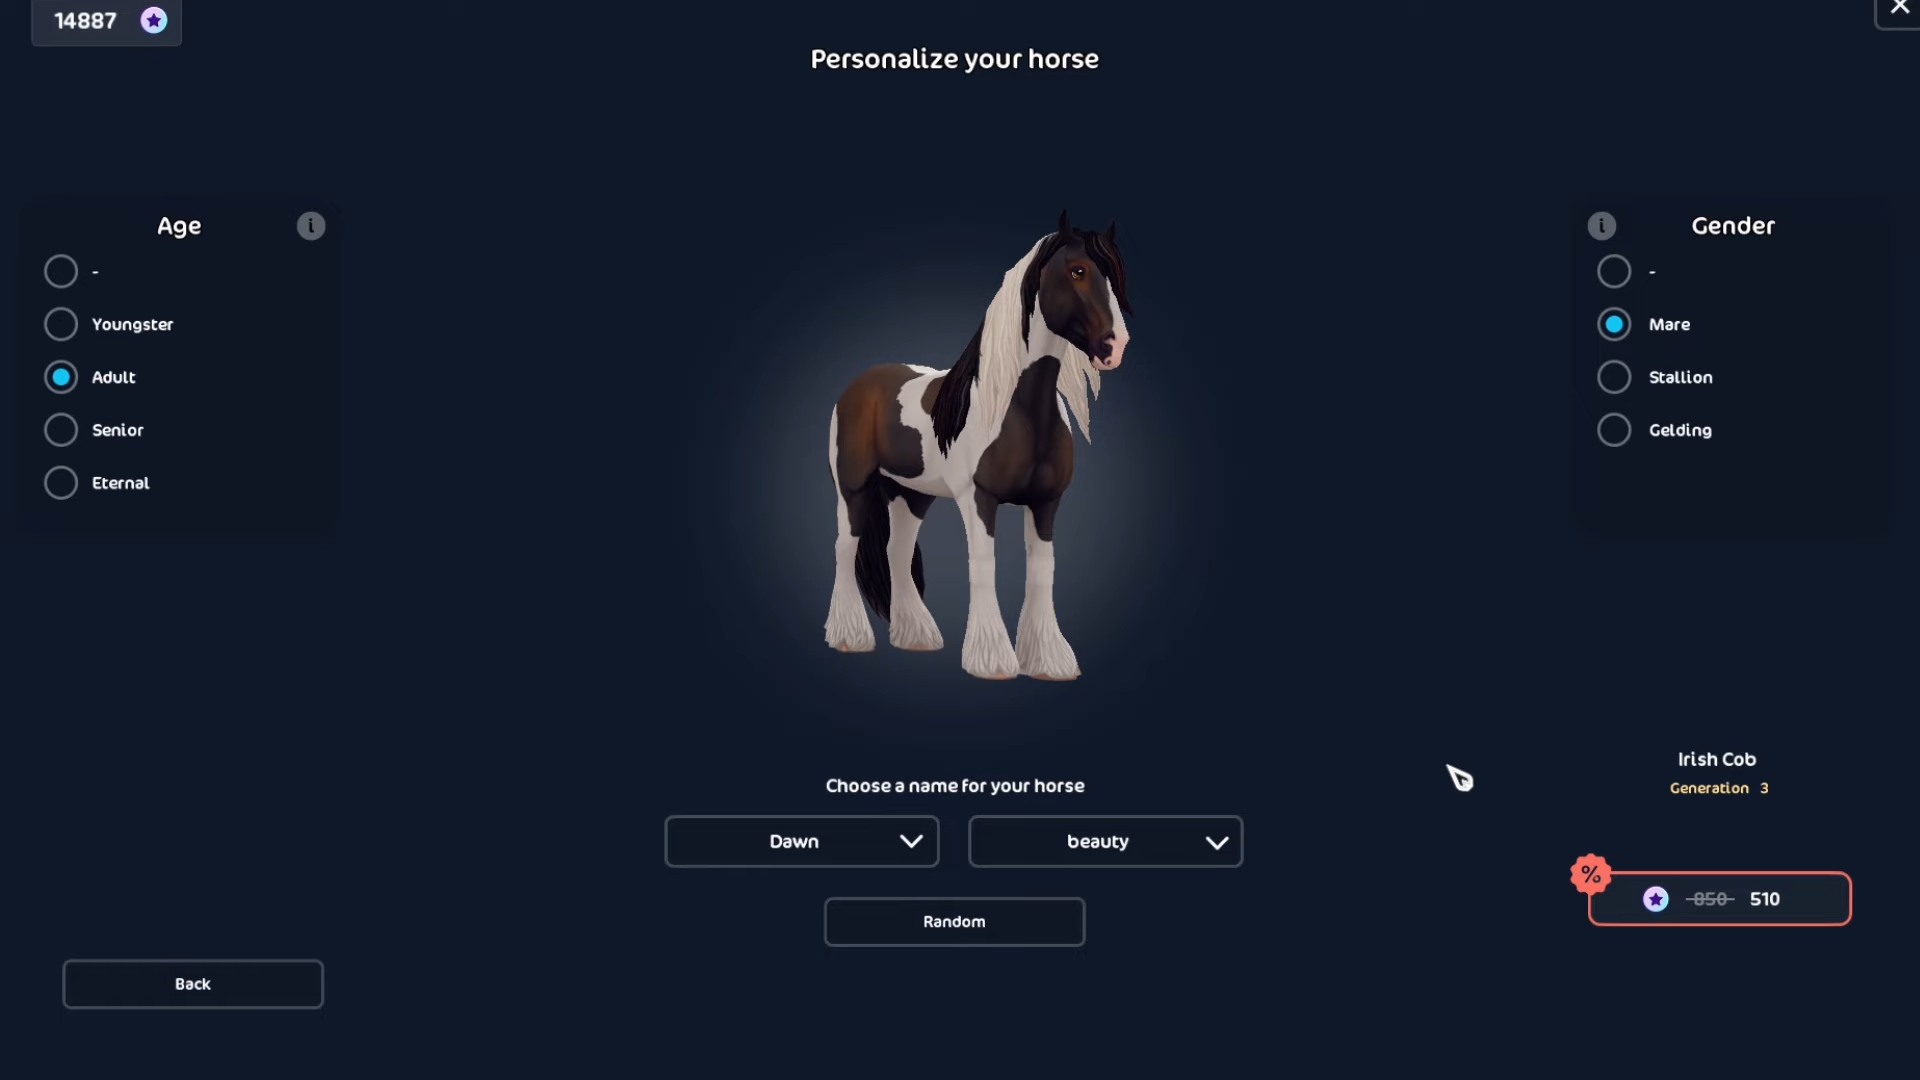 14887
Personalize your horse
Age
-
Youngster
Adult
Senior
Eternal
Gender
-
Mare
Stallion
Gelding
Irish Cob
Generation 3
Choose a name for your horse
Dawn
beauty
Random
% 850 510
Back